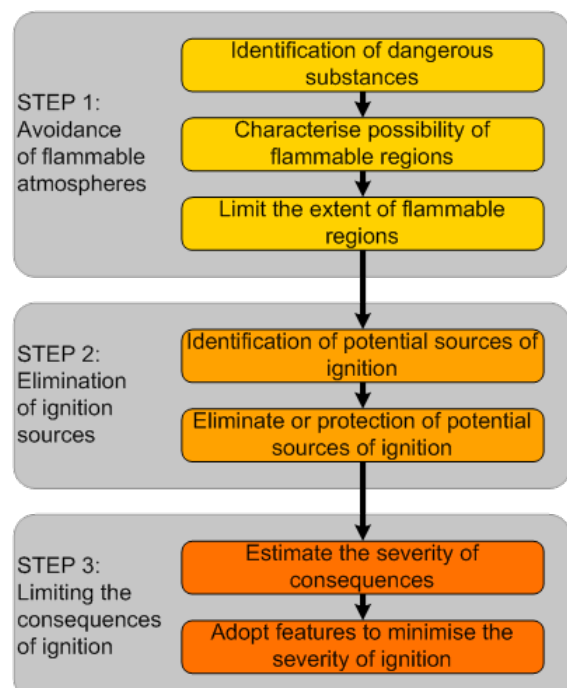 STEP 1:
Avoidance
of flammable
atmospheres
Identification of dangerous
substances
Characterise possibility of
flammable regions
Limit the extent of flammable
regions
STEP 2:
Elimination
of ignition
sources
Identification of potential sources of
ignition
Eliminate or protection of potential
sources of ignition
STEP 3:
Limiting the
consequences
of ignition
Estimate the severity of
consequences
Adopt features to minimise the
severity of ignition